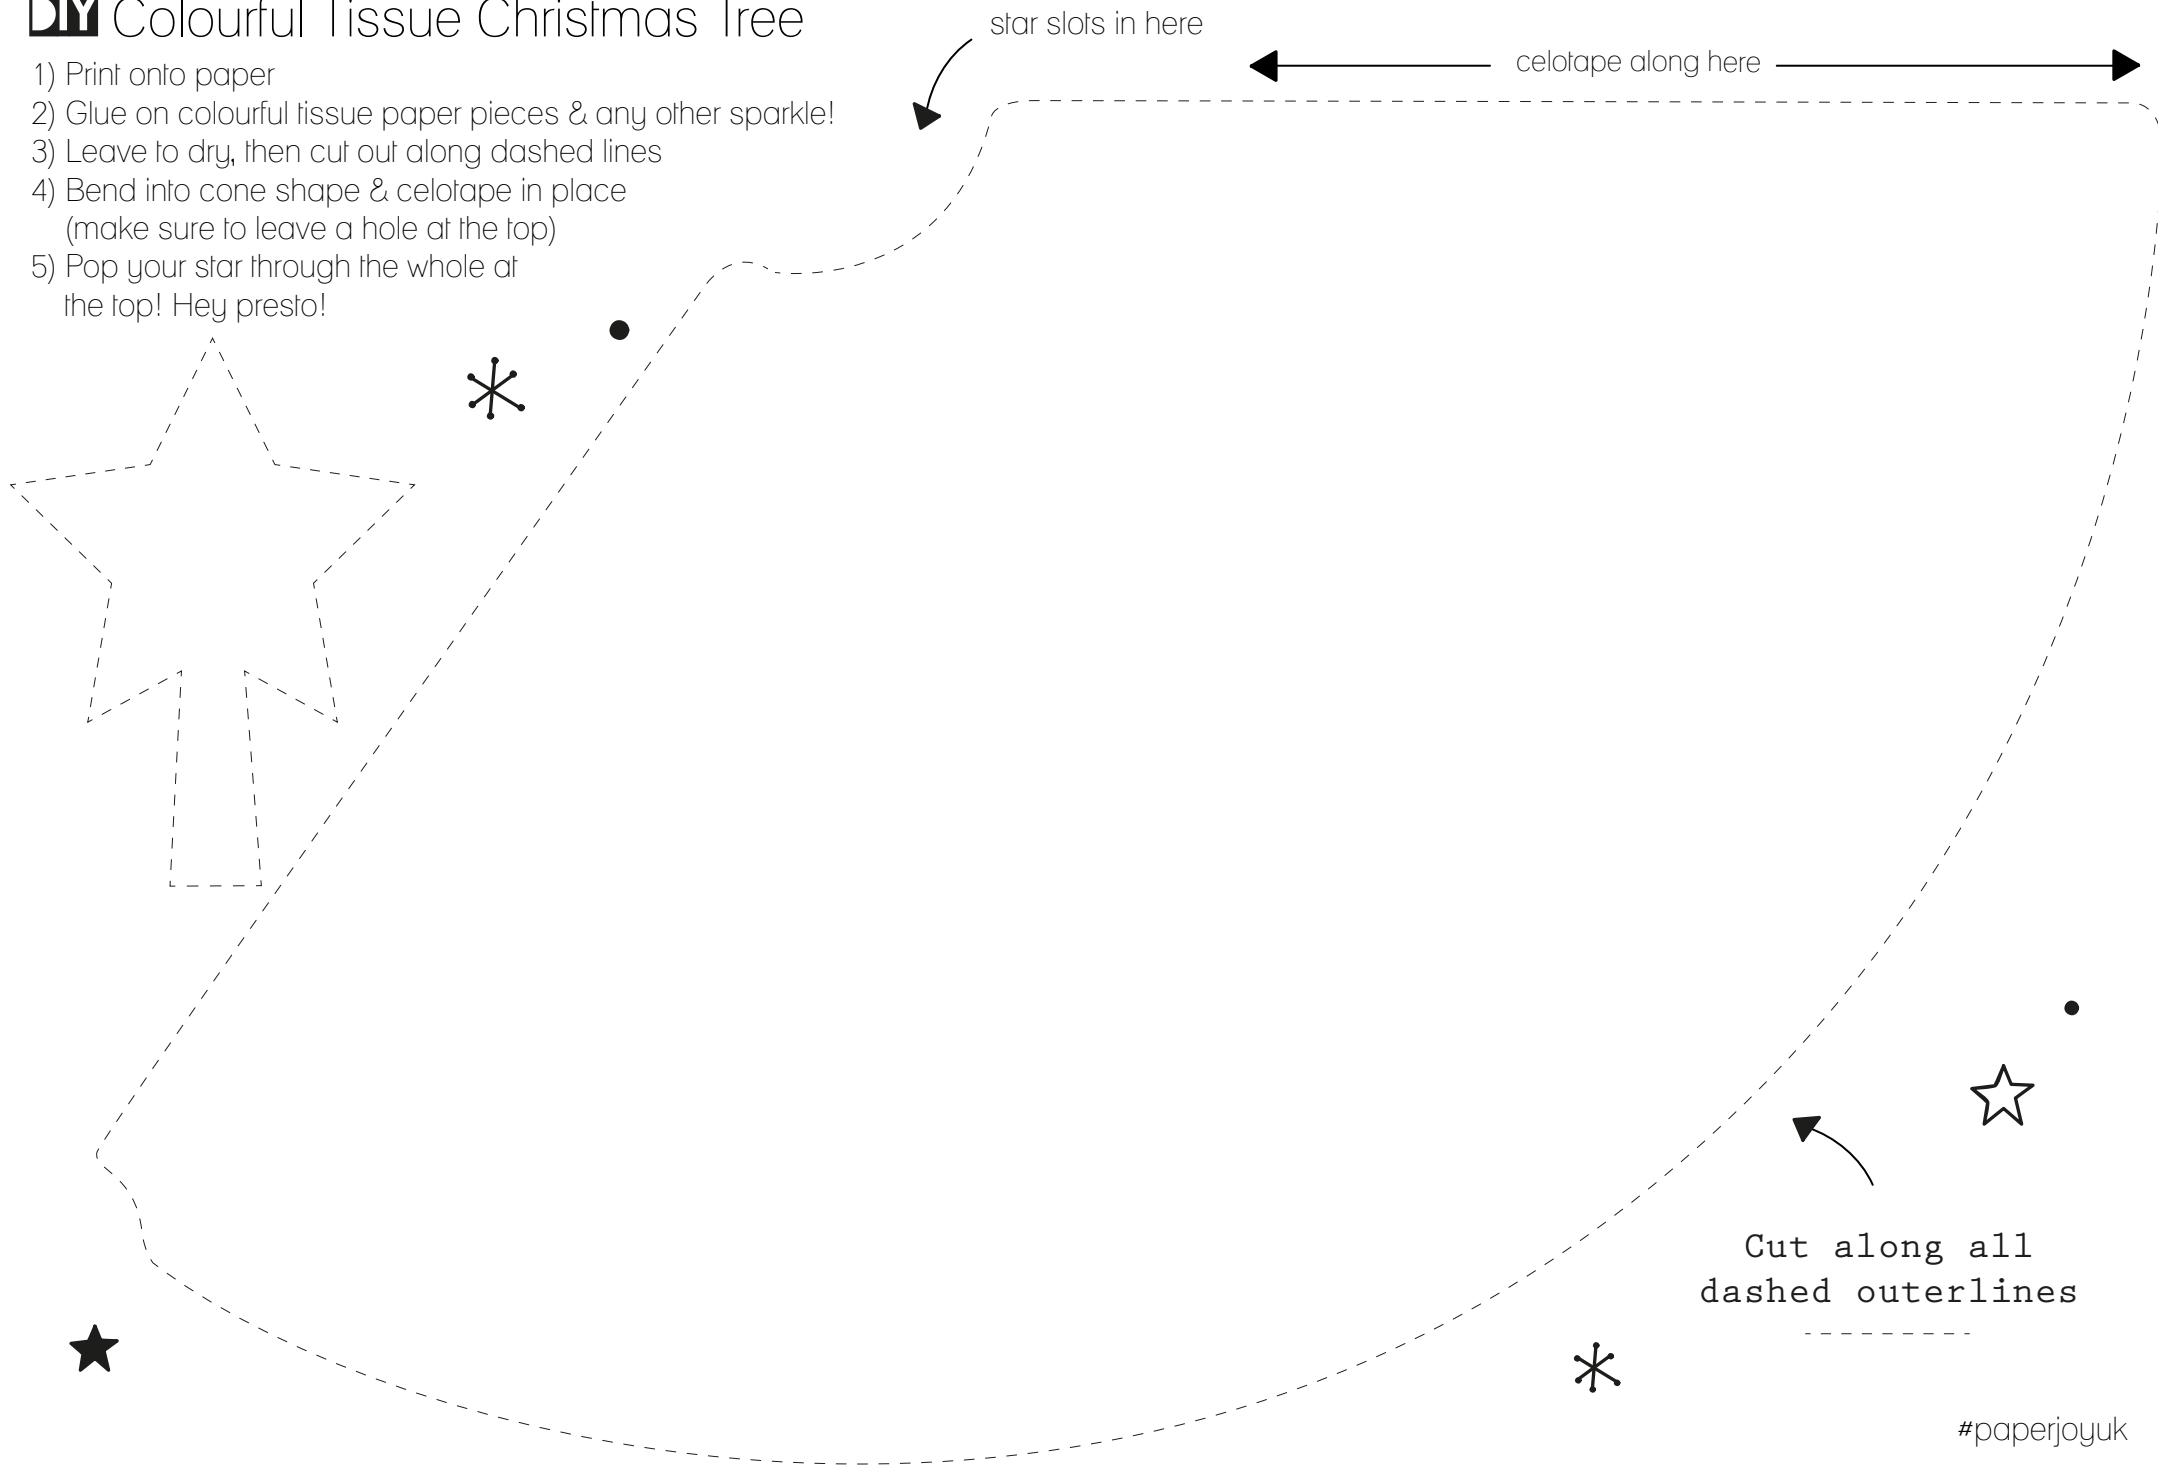 DIY Colourful Tissue Christmas Tree
1) Print onto paper
2) Glue on colourful tissue paper pieces & any other sparkle!
3) Leave to dry, then cut out along dashed lines
4) Bend into cone shape & celotape in place
(make sure to leave a hole at the top)
5) Pop your star through the whole at
the top! Hey presto!
star slots in here
celotape along here
Cut along all
dashed outerlines
#paperjoyuk